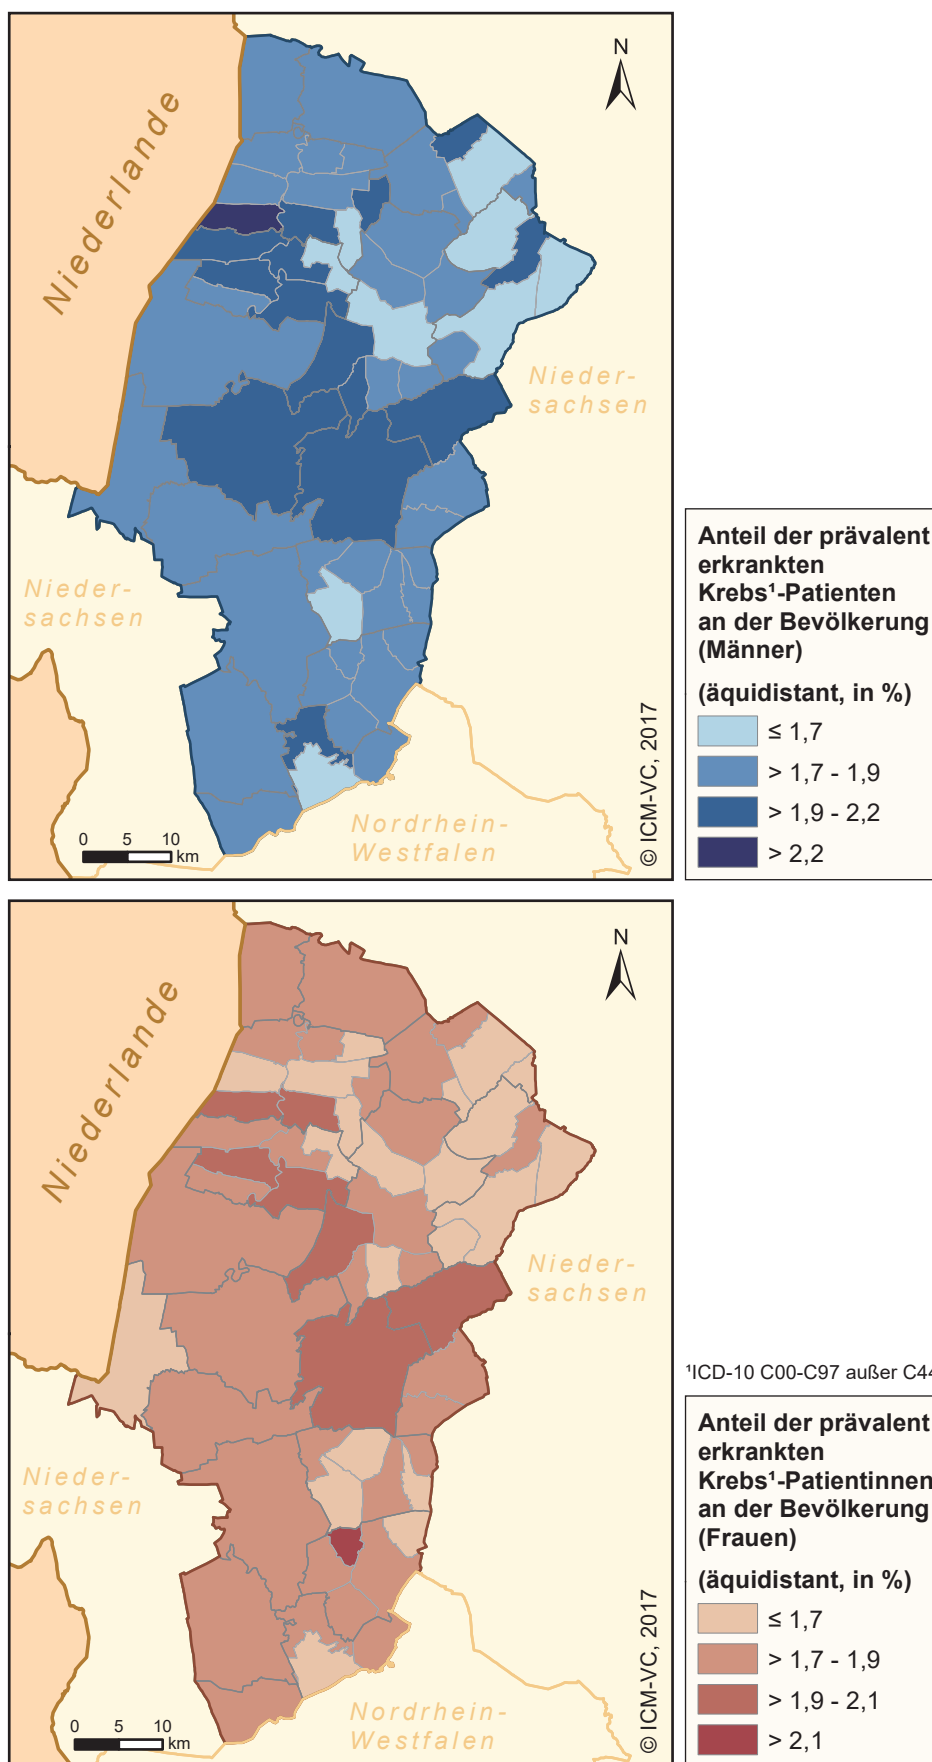 N
Niederlande
Nieder-
sachsen
Nieder-
sachsen
Nordrhein-
Westfalen
0 5 10
km
© ICM-VC, 2017
Anteil der prävalent
erkrankten
Krebs¹-Patienten
an der Bevölkerung
(Männer)
(äquidistant, in %)
≤ 1,7
> 1,7 - 1,9
> 1,9 - 2,2
> 2,2
N
Niederlande
Nieder-
sachsen
Nieder-
sachsen
Nordrhein-
Westfalen
0 5 10
km
© ICM-VC, 2017
¹ICD-10 C00-C97 außer C44
Anteil der prävalent
erkrankten
Krebs¹-Patientinnen
an der Bevölkerung
(Frauen)
(äquidistant, in %)
≤ 1,7
> 1,7 - 1,9
> 1,9 - 2,1
> 2,1